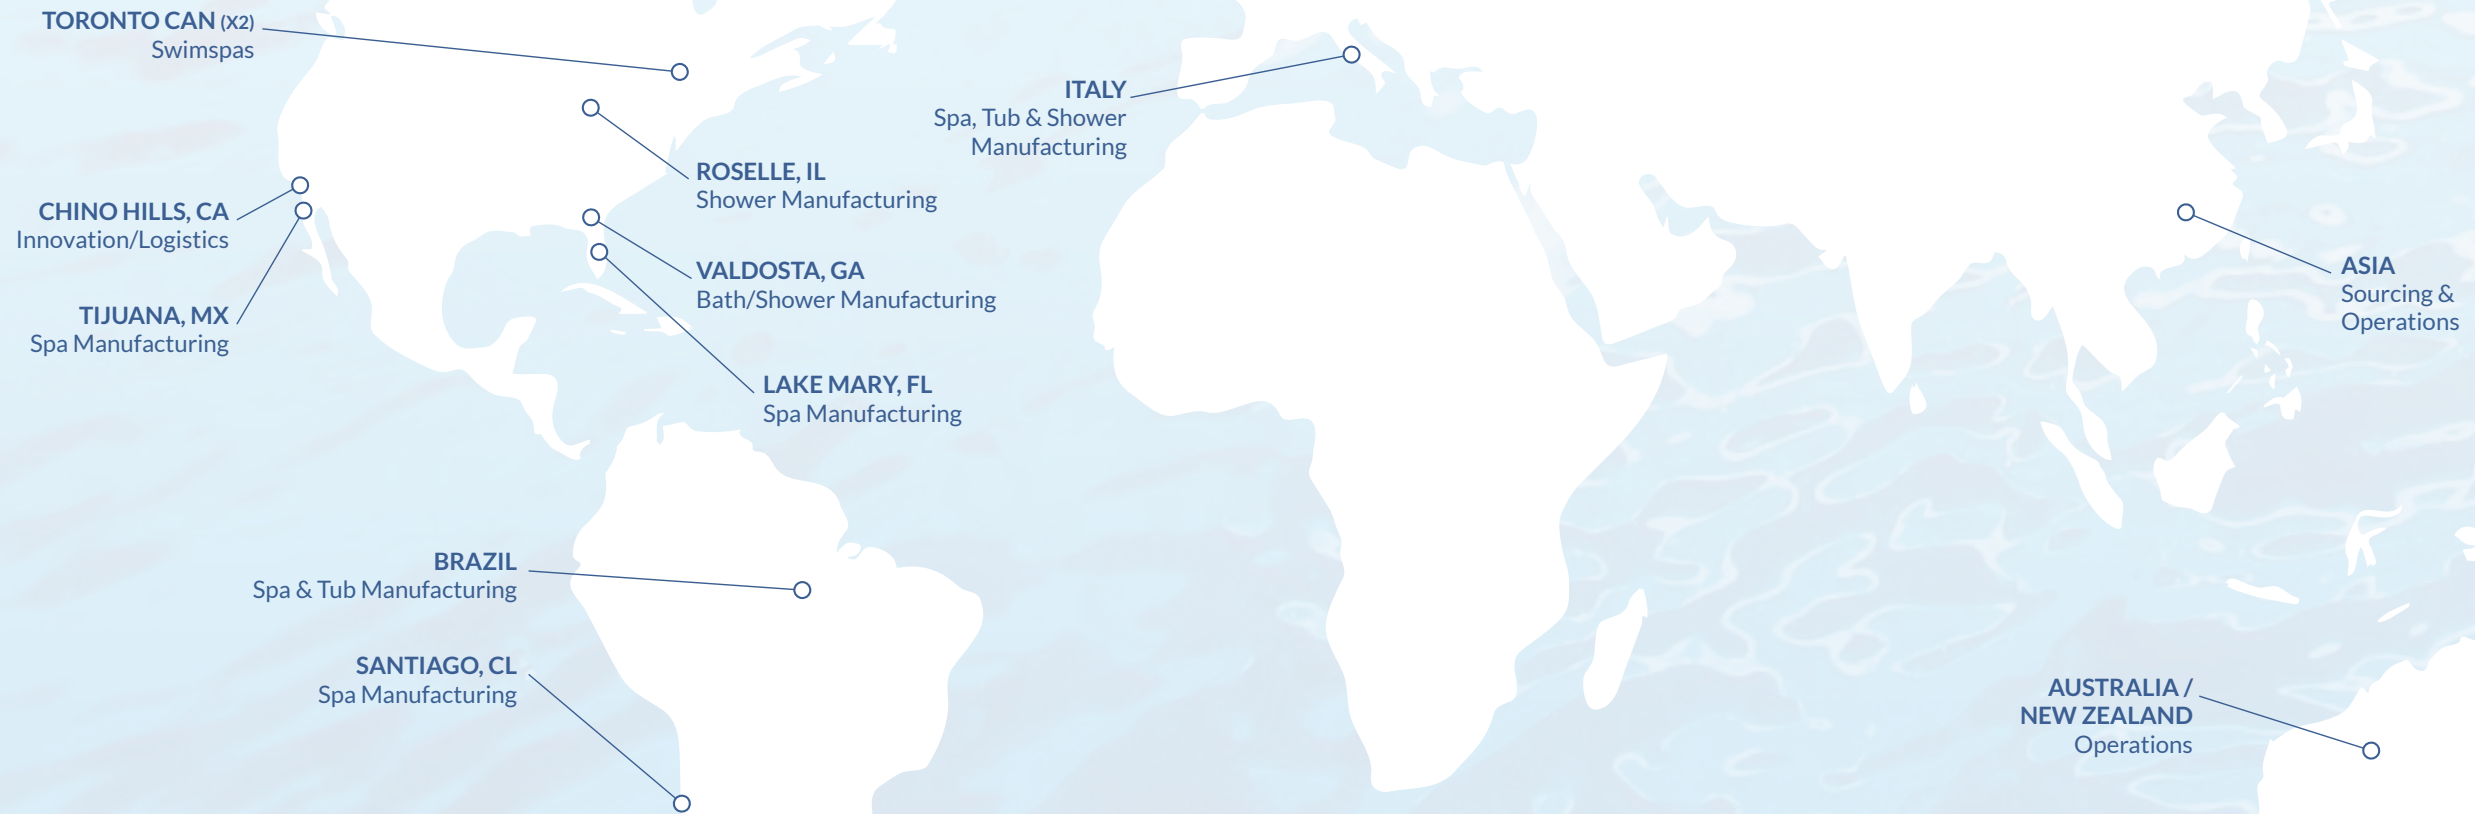 TORONTO CAN (X2)
Swimspas
CHINO HILLS, CA
Innovation/Logistics
TIJUANA, MX
Spa Manufacturing
ROSELLE, IL
Shower Manufacturing
VALDOSTA, GA
Bath/Shower Manufacturing
LAKE MARY, FL
Spa Manufacturing
BRAZIL
Spa & Tub Manufacturing
SANTIAGO, CL
Spa Manufacturing
ITALY
Spa, Tub & Shower
Manufacturing
ASIA
Sourcing &
Operations
AUSTRALIA /
NEW ZEALAND
Operations